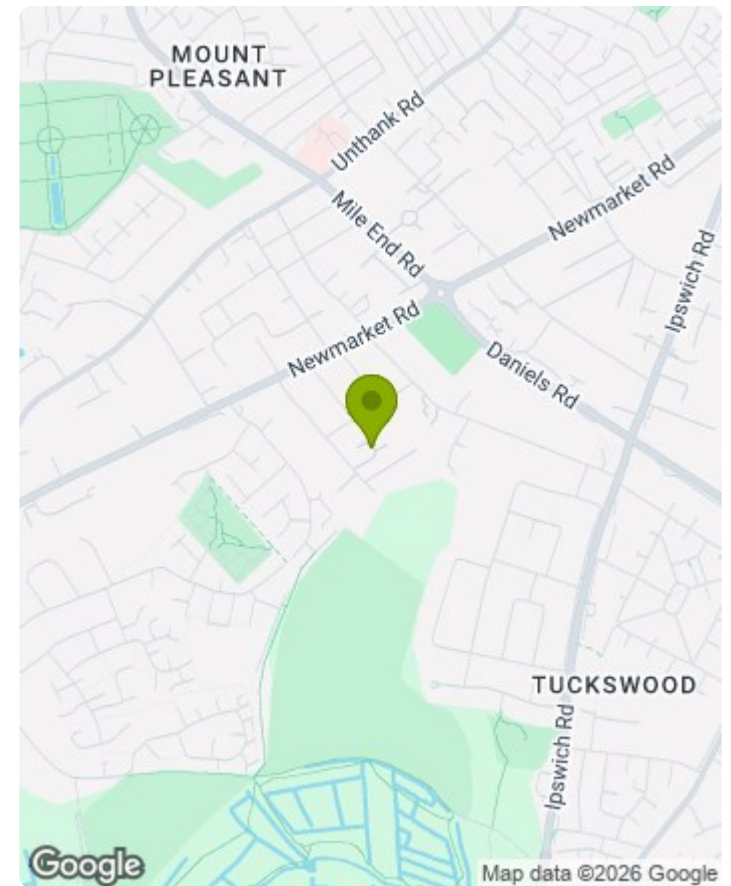 MOUNT
PLEASANT
Unthank Rd
Mile End Rd
Newmarket Rd
Ipswich Rd
Newmarket Rd
Daniels Rd
TUCKSWOOD
Ipswich Rd
Google
Map data ©2026 Google